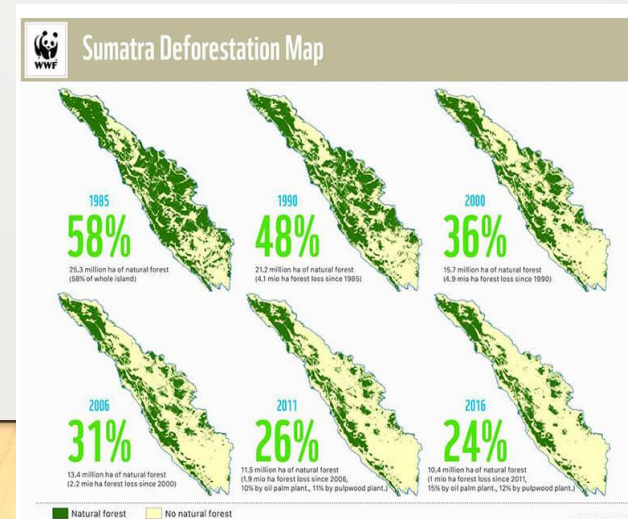 WWF
Sumatra Deforestation Map
1985
58%
25.3 million ha of natural forest
(58% of whole island)
1990
48%
21.2 million ha of natural forest
(4.1 mio ha forest loss since 1985)
2000
36%
15.7 million ha of natural forest
(4.9 mio ha forest loss since 1990)
2006
31%
13.4 million ha of natural forest
(2.2 mio ha forest loss since 2000)
2011
26%
11.5 million ha of natural forest
(1.9 mio ha forest loss since 2006,
10% by oil palm plant., 11% by pulpwood plant.)
2016
24%
10.4 million ha of natural forest
(1 mio ha forest loss since 2011,
15% by oil palm plant., 12% by pulpwood plant.)
Natural forest
No natural forest